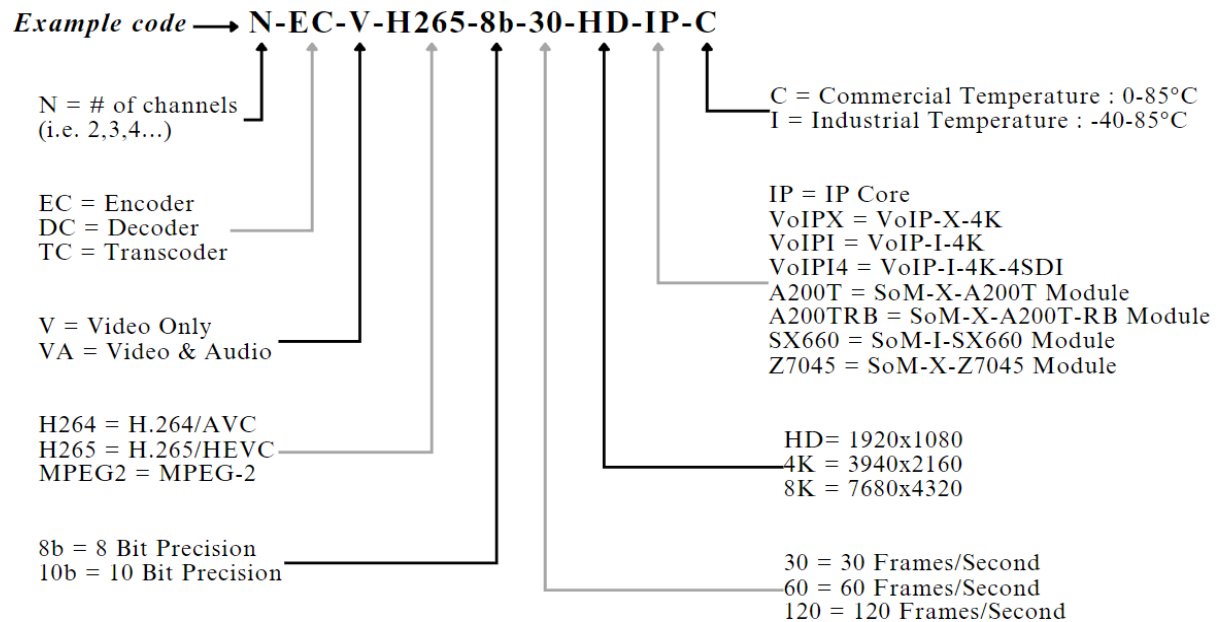 Example code N-EC-V-H265-8b-30-HD-IP-C
N = # of channels
(i.e. 2,3,4...)
EC = Encoder
DC = Decoder
TC = Transcoder
V = Video Only
VA = Video & Audio
H264 = H.264/AVC
H265 = H.265/HEVC
MPEG2 = MPEG-2
8b = 8 Bit Precision
10b = 10 Bit Precision
C = Commercial Temperature : 0-85°C
I = Industrial Temperature : -40-85°C
IP = IP Core
VoIPX = VoIP-X-4K
VoIPI = VoIP-I-4K
VoIPI4 = VoIP-I-4K-4SDI
A200T = SoM-X-A200T Module
A200TRB = SoM-X-A200T-RB Module
SX660 = SoM-I-SX660 Module
Z7045 = SoM-X-Z7045 Module
HD= 1920x1080
4K = 3940x2160
8K = 7680x4320
30 = 30 Frames/Second
60 = 60 Frames/Second
120 = 120 Frames/Second